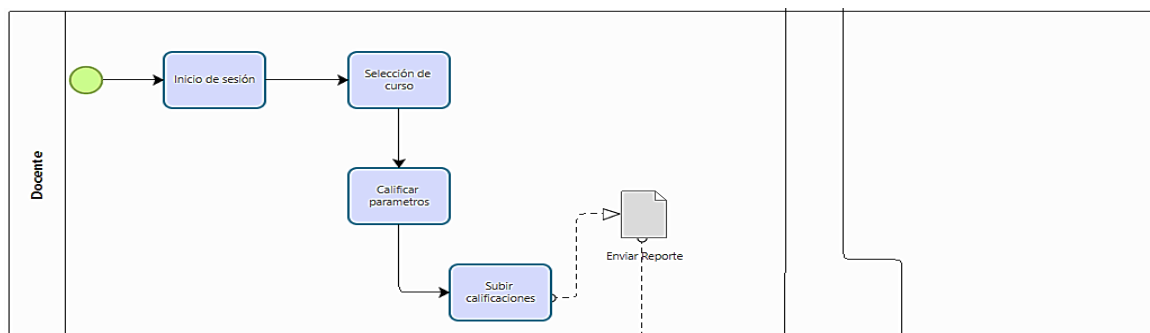 Docente
Inicio de sesión
Selección de
curso
Calificar
parametros
Subir
calificaciones
Enviar Reporte